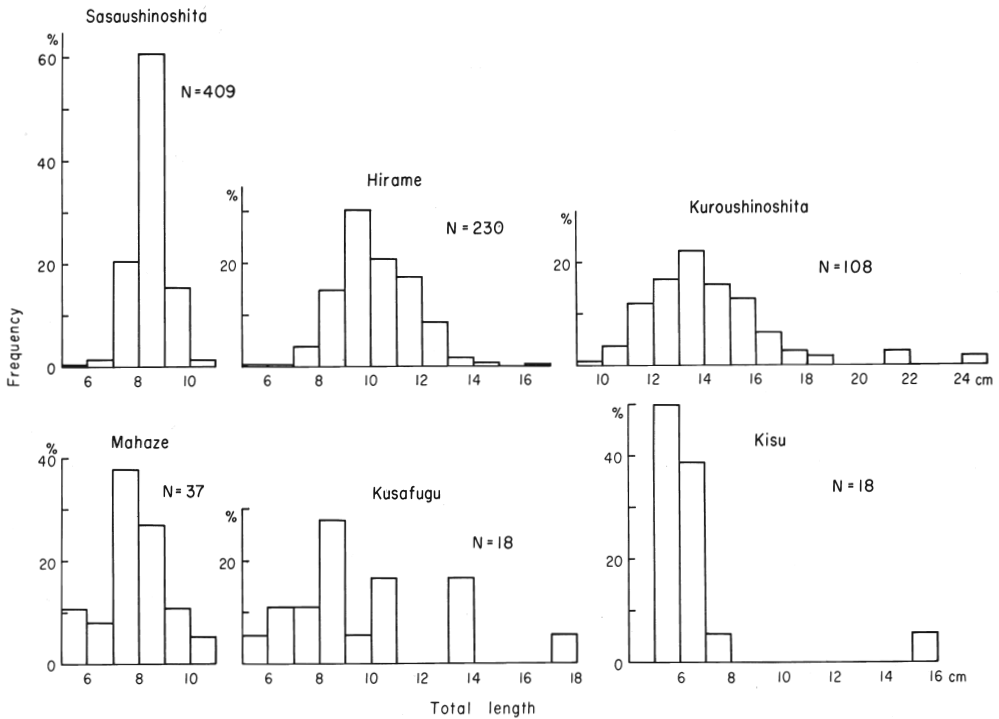 Sasaushinoshita
%
60
40
20
0
6 8 10
N=409
Hirame
%
20
6 8 10 12 14 16
N=230
Kuroushinoshita
%
20
10 12 14 16 18 20 22 24 cm
N=108
Frequency
Mahaze
%
40
20
0
6 8 10
N=37
Kusafugu
%
20
6 8 10 12 14 16 18
N=18
Kisu
%
40
20
0
6 8 10 12 14 16 cm
N=18
Total length